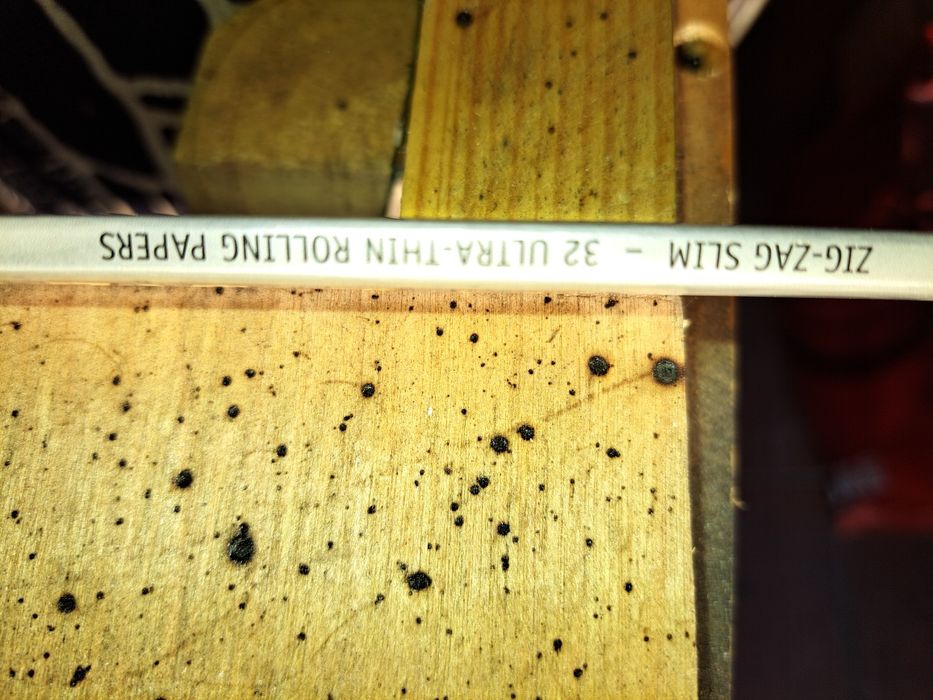 ZIG-ZAG SLIM – 32 ULTRA-THIN ROLLING PAPERS